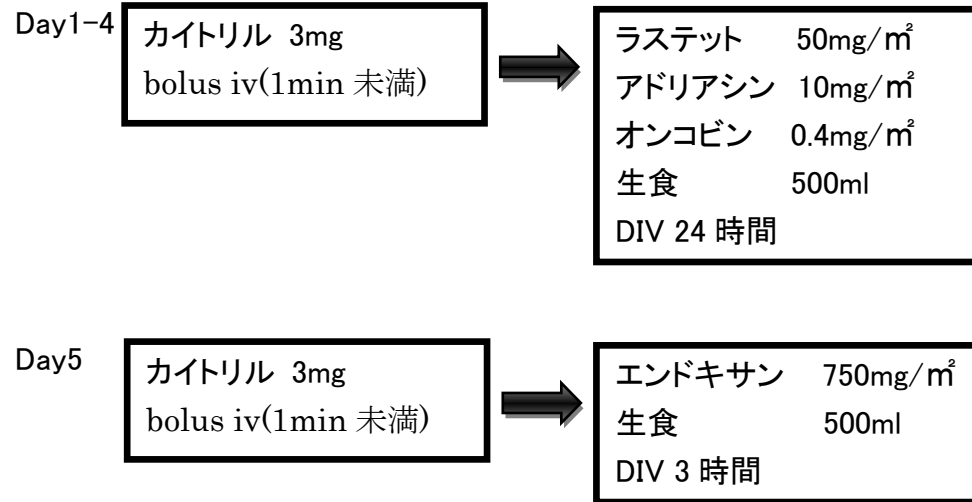 Day1-4
カイトリル 3mg
bolus iv(1min 未満)
ラステット 50mg/㎡
アドリアシン 10mg/㎡
オンコビン 0.4mg/㎡
生食 500ml
DIV 24 時間
Day5
カイトリル 3mg
bolus iv(1min 未満)
エンドキサン 750mg/㎡
生食 500ml
DIV 3 時間